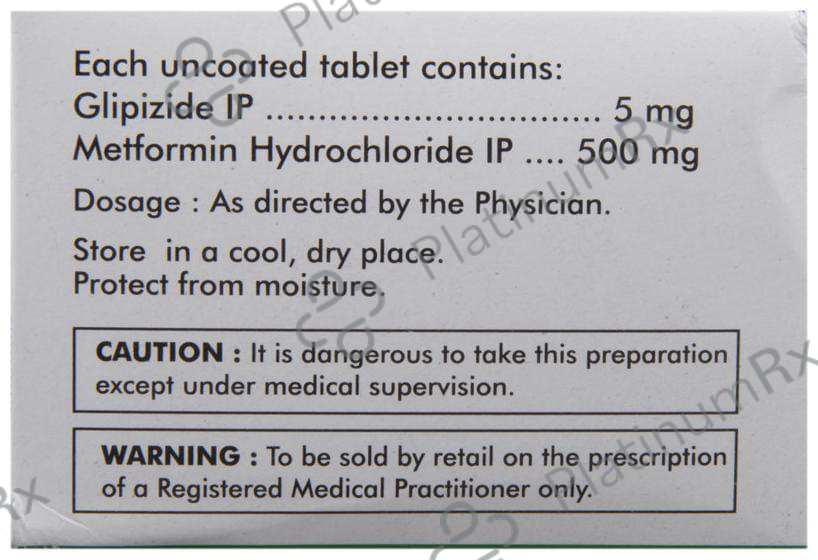 Each uncoated tablet contains:
Glipizide IP ................................. 5 mg
Metformin Hydrochloride IP .... 500 mg
Dosage : As directed by the Physician.
Store in a cool, dry place.
Protect from moisture.
CAUTION : It is dangerous to take this preparation
except under medical supervision.
WARNING : To be sold by retail on the prescription
of a Registered Medical Practitioner only.
PlatinumRx
PlatinumRx